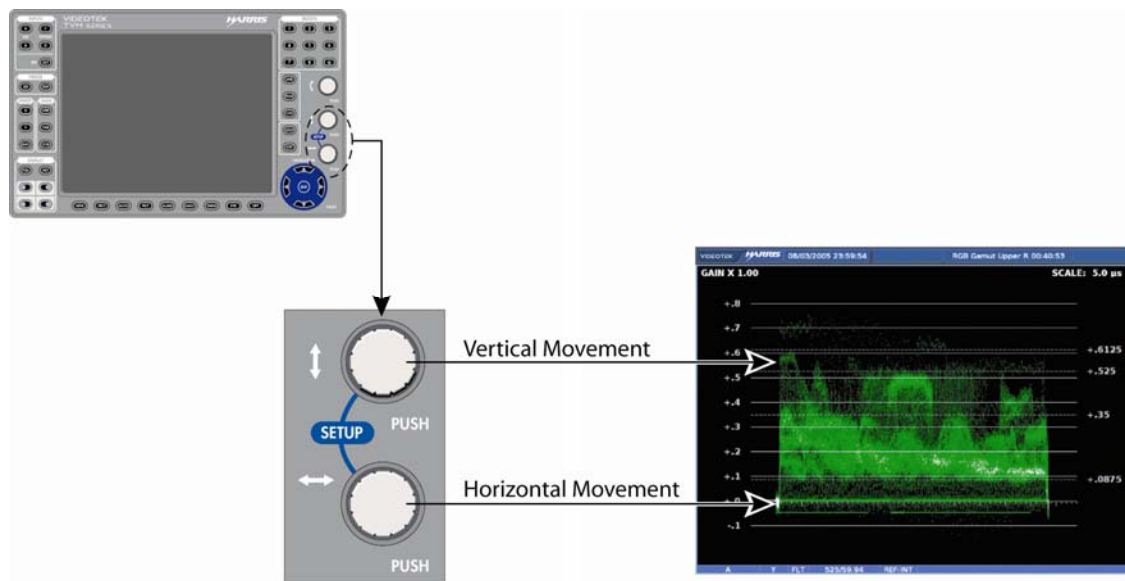 VIDEOTEK
TVM SERIES
HARRIS
SETUP
Vertical Movement
PUSH
SETUP
Horizontal Movement
PUSH
VIDEOTEK HARRIS 08/03/2005 23:59:54 RGB Gamut Upper R 00:40:53
GAIN X 1.00 SCALE: 5.0 µs
+.8
+.7
+.6 +.6125
+.5 +.525
+.4
+.3 +.35
+.2
+.1 +.0875
+.0
-.1
A Y FLT 525/59.94 REF:INT